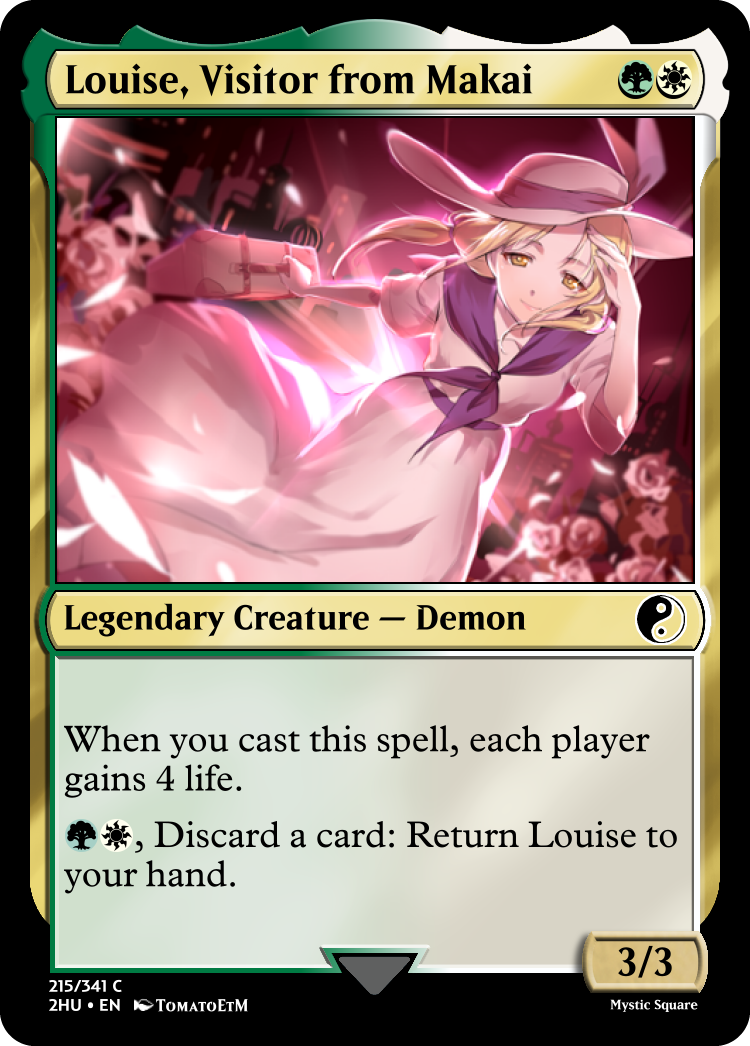 Louise, Visitor from Makai
Legendary Creature — Demon
When you cast this spell, each player
gains 4 life.
, Discard a card: Return Louise to
your hand.
3/3
215/341 C
2HU • EN TomatoEtM
Mystic Square